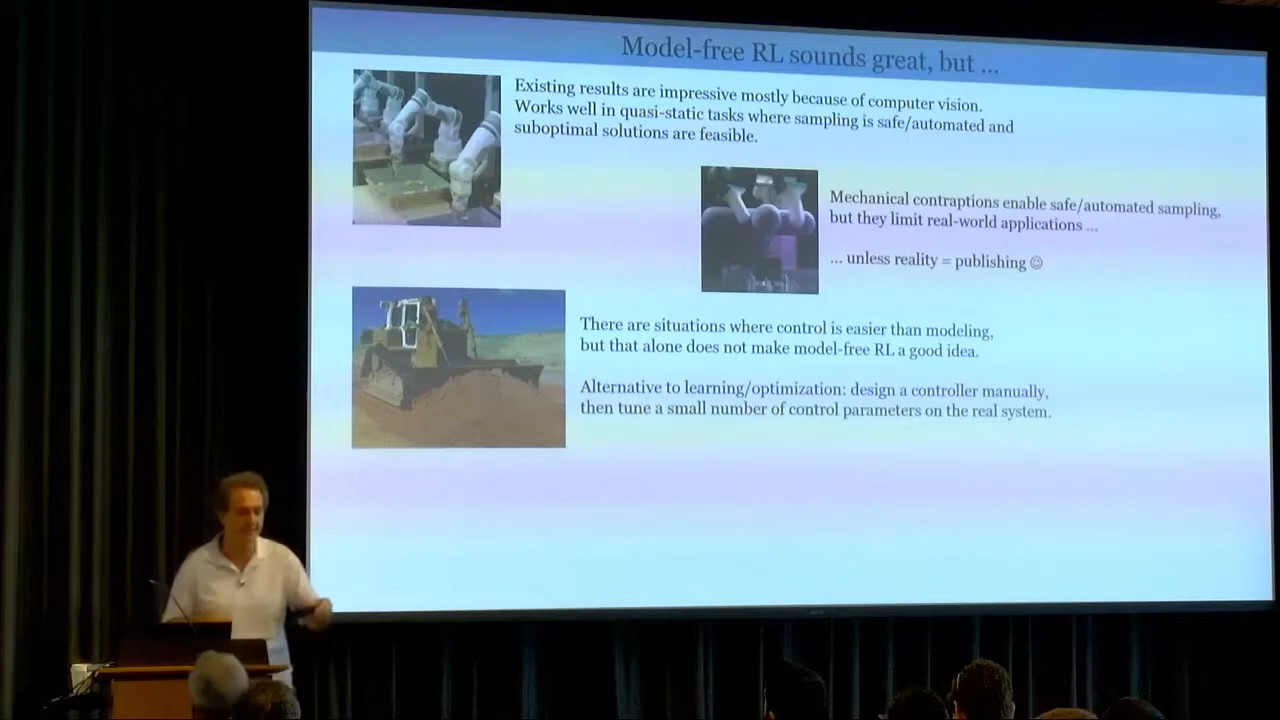 Model-free RL sounds great, but ...
Existing results are impressive mostly because of computer vision.
Works well in quasi-static tasks where sampling is safe/automated and
suboptimal solutions are feasible.
Mechanical contraptions enable safe/automated sampling,
but they limit real-world applications ...
... unless reality = publishing ☺
There are situations where control is easier than modeling,
but that alone does not make model-free RL a good idea.
Alternative to learning/optimization: design a controller manually,
then tune a small number of control parameters on the real system.